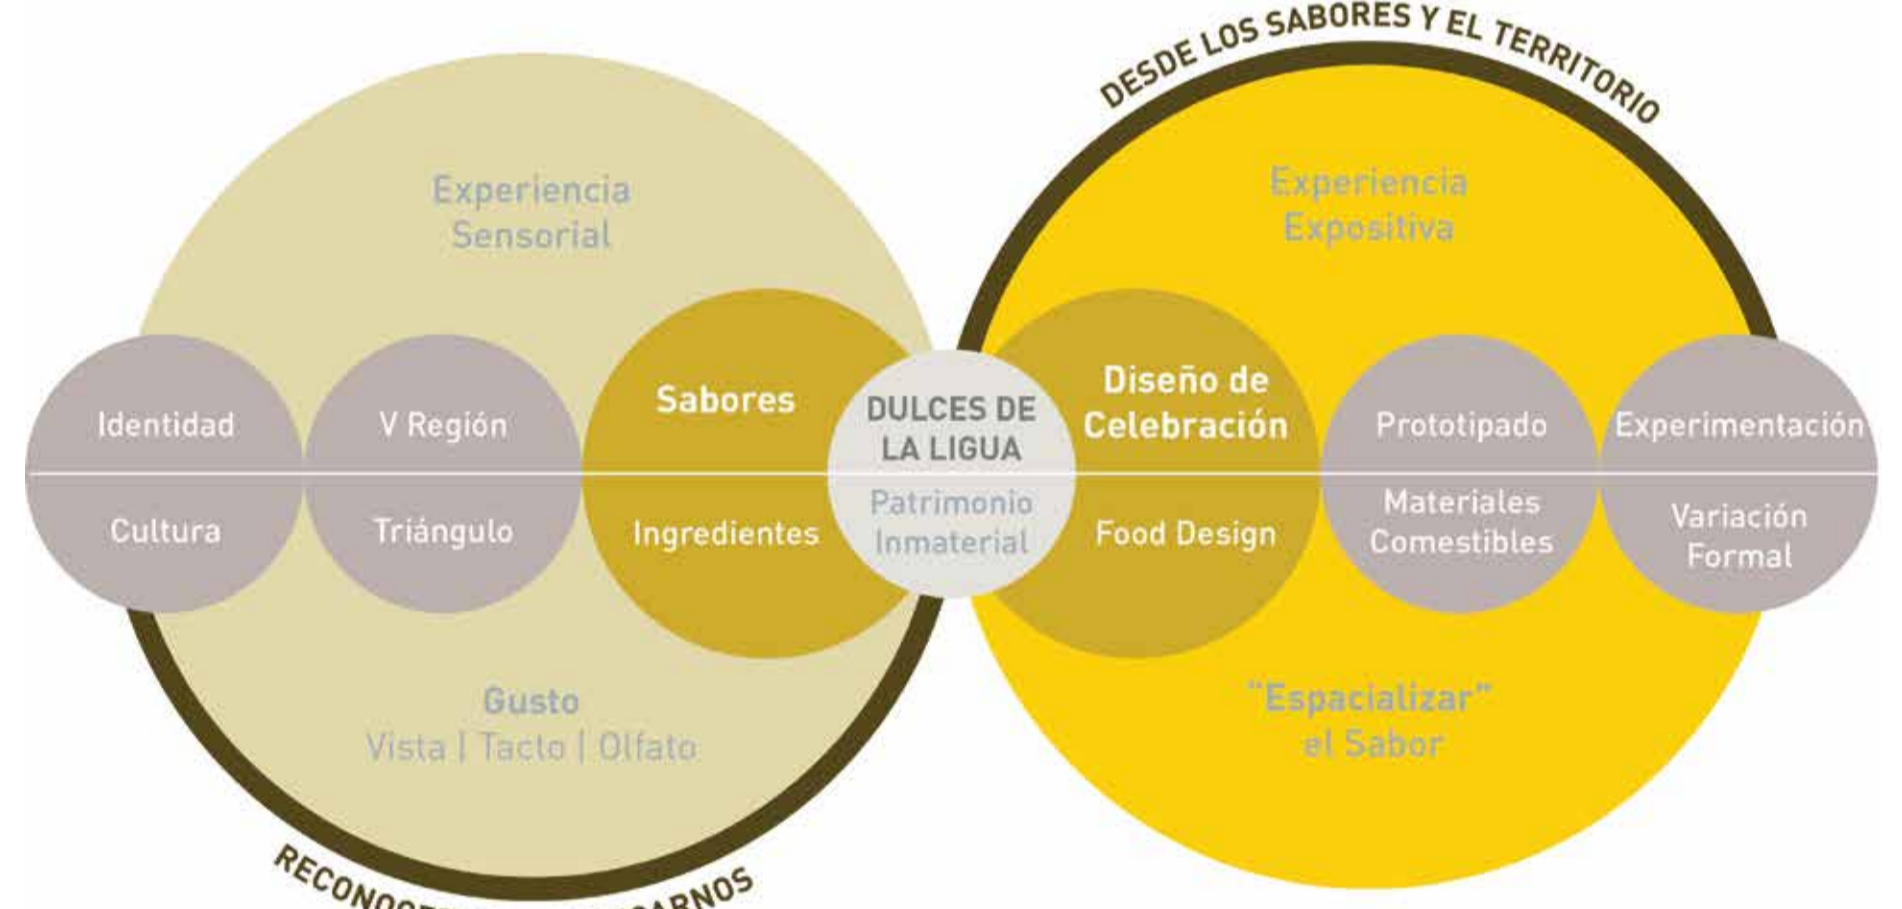 DESDE LOS SABORES Y EL TERRITORIO
Experiencia
Sensorial
Experiencia
Expositiva
Identidad
Cultura
V Región
Triángulo
Sabores
Ingredientes
DULCES DE
LA LIGUA
Patrimonio
Inmaterial
Diseño de
Celebración
Food Design
Prototipado
Materiales
Comestibles
Experimentación
Variación
Formal
Gusto
Vista | Tacto | Olfato
"Espacializar"
el Sabor